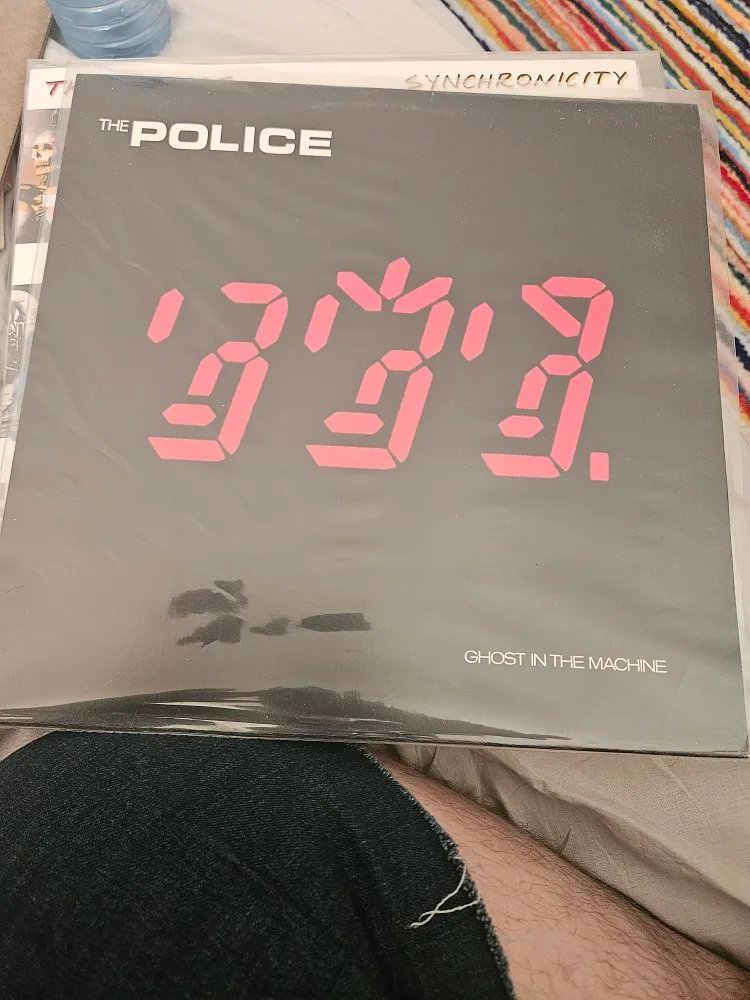 SYNCHRONICITY
THE POLICE
GHOST IN THE MACHINE